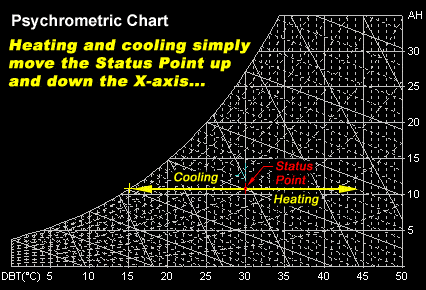 Psychrometric Chart
AH
Heating and cooling simply
move the Status Point up
and down the X-axis...
30
25
20
15
10
5
Cooling
Status
Point
Heating
DBT(°C) 5 10 15 20 25 30 35 40 45 50